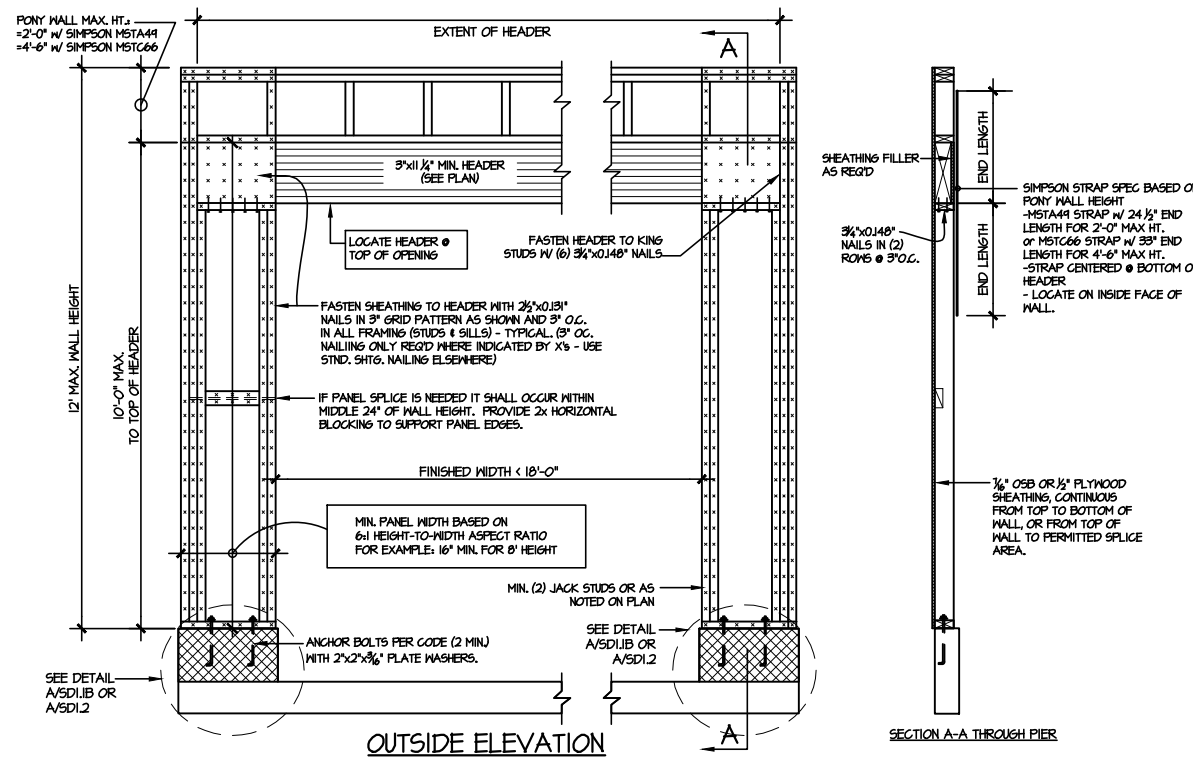 PONY WALL MAX. HT.:
=2'-0" W/ SIMPSON MSTA49
=4'-6" W/ SIMPSON MSTC66
EXTENT OF HEADER
A
12' MAX. WALL HEIGHT
10'-0" MAX.
TO TOP OF HEADER
3"x11 1/4" MIN. HEADER
(SEE PLAN)
LOCATE HEADER @
TOP OF OPENING
FASTEN HEADER TO KING
STUDS W/ (6) 3 1/4"x0.148" NAILS
FASTEN SHEATHING TO HEADER WITH 2 1/2"x0.131"
NAILS IN 3" GRID PATTERN AS SHOWN AND 3" O.C.
IN ALL FRAMING (STUDS & SILLS) - TYPICAL. (3" OC.
NAILIING ONLY REQ'D WHERE INDICATED BY X's - USE
STND. SHTG. NAILING ELSEWHERE)
IF PANEL SPLICE IS NEEDED IT SHALL OCCUR WITHIN
MIDDLE 24" OF WALL HEIGHT. PROVIDE 2x HORIZONTAL
BLOCKING TO SUPPORT PANEL EDGES.
FINISHED WIDTH < 18'-0"
MIN. PANEL WIDTH BASED ON
6:1 HEIGHT-TO-WIDTH ASPECT RATIO
FOR EXAMPLE: 16" MIN. FOR 8' HEIGHT
MIN. (2) JACK STUDS OR AS
NOTED ON PLAN
ANCHOR BOLTS PER CODE (2 MIN.)
WITH 2"x2"x3/16" PLATE WASHERS.
SEE DETAIL
A/SD1.1B OR
A/SD1.2
SEE DETAIL
A/SD1.1B OR
A/SD1.2
A
OUTSIDE ELEVATION
SHEATHING FILLER
AS REQ'D
3 1/4"x0.148"
NAILS IN (2)
ROWS @ 3"O.C.
END LENGTH
END LENGTH
SIMPSON STRAP SPEC BASED O
PONY WALL HEIGHT
-MSTA49 STRAP w/ 24 1/2" END
LENGTH FOR 2'-0" MAX HT.
or MSTC66 STRAP w/ 33" END
LENGTH FOR 4'-6" MAX HT.
-STRAP CENTERED @ BOTTOM O
HEADER
- LOCATE ON INSIDE FACE OF
WALL.
7/16" OSB OR 1/2" PLYWOOD
SHEATHING, CONTINUOUS
FROM TOP TO BOTTOM OF
WALL, OR FROM TOP OF
WALL TO PERMITTED SPLICE
AREA.
SECTION A-A THROUGH PIER